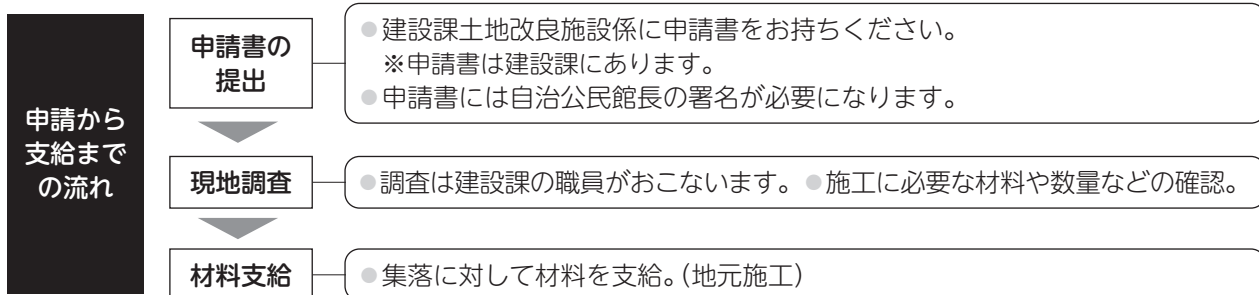 申請から
支給まで
の流れ
申請書の
提出
●建設課土地改良施設係に申請書をお持ちください。
※申請書は建設課にあります。
●申請書には自治公民館長の署名が必要になります。
現地調査
●調査は建設課の職員がおこないます。●施工に必要な材料や数量などの確認。
材料支給
●集落に対して材料を支給。(地元施工)